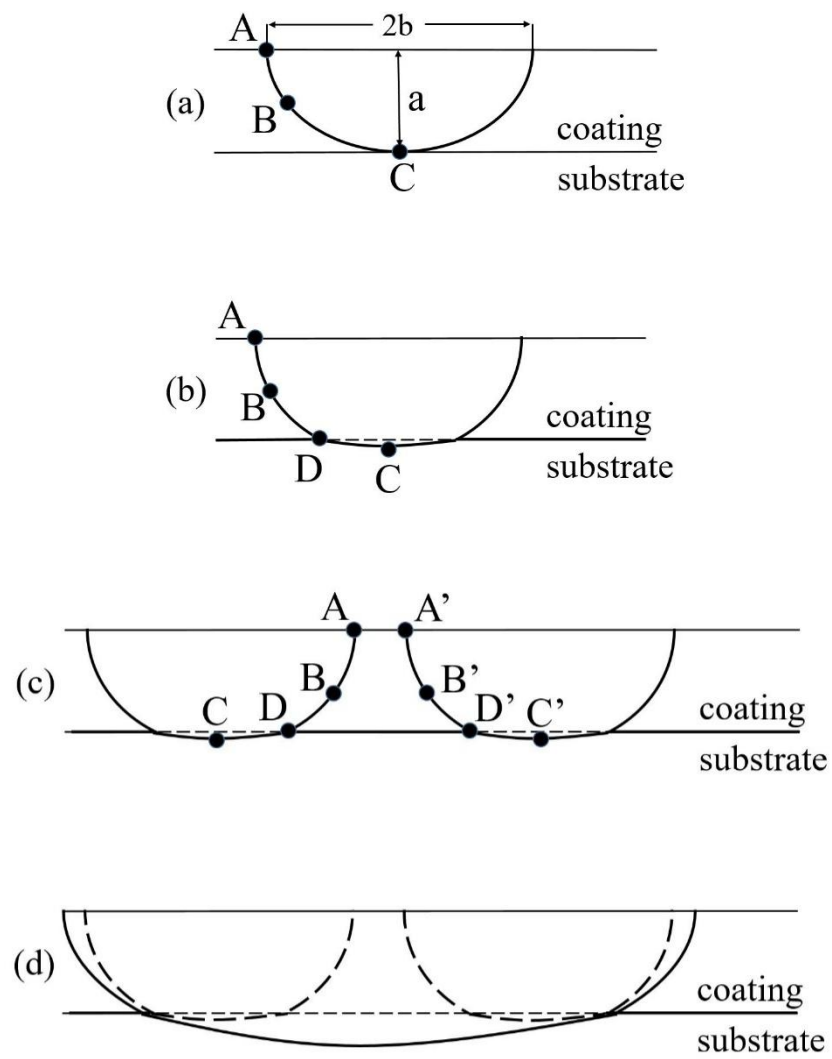 A 2b
(a) a
B
coating
C substrate
A
(b)
B coating
D C substrate
A A’
(c) B B’
C D D’ C’ coating
substrate
(d)
coating
substrate